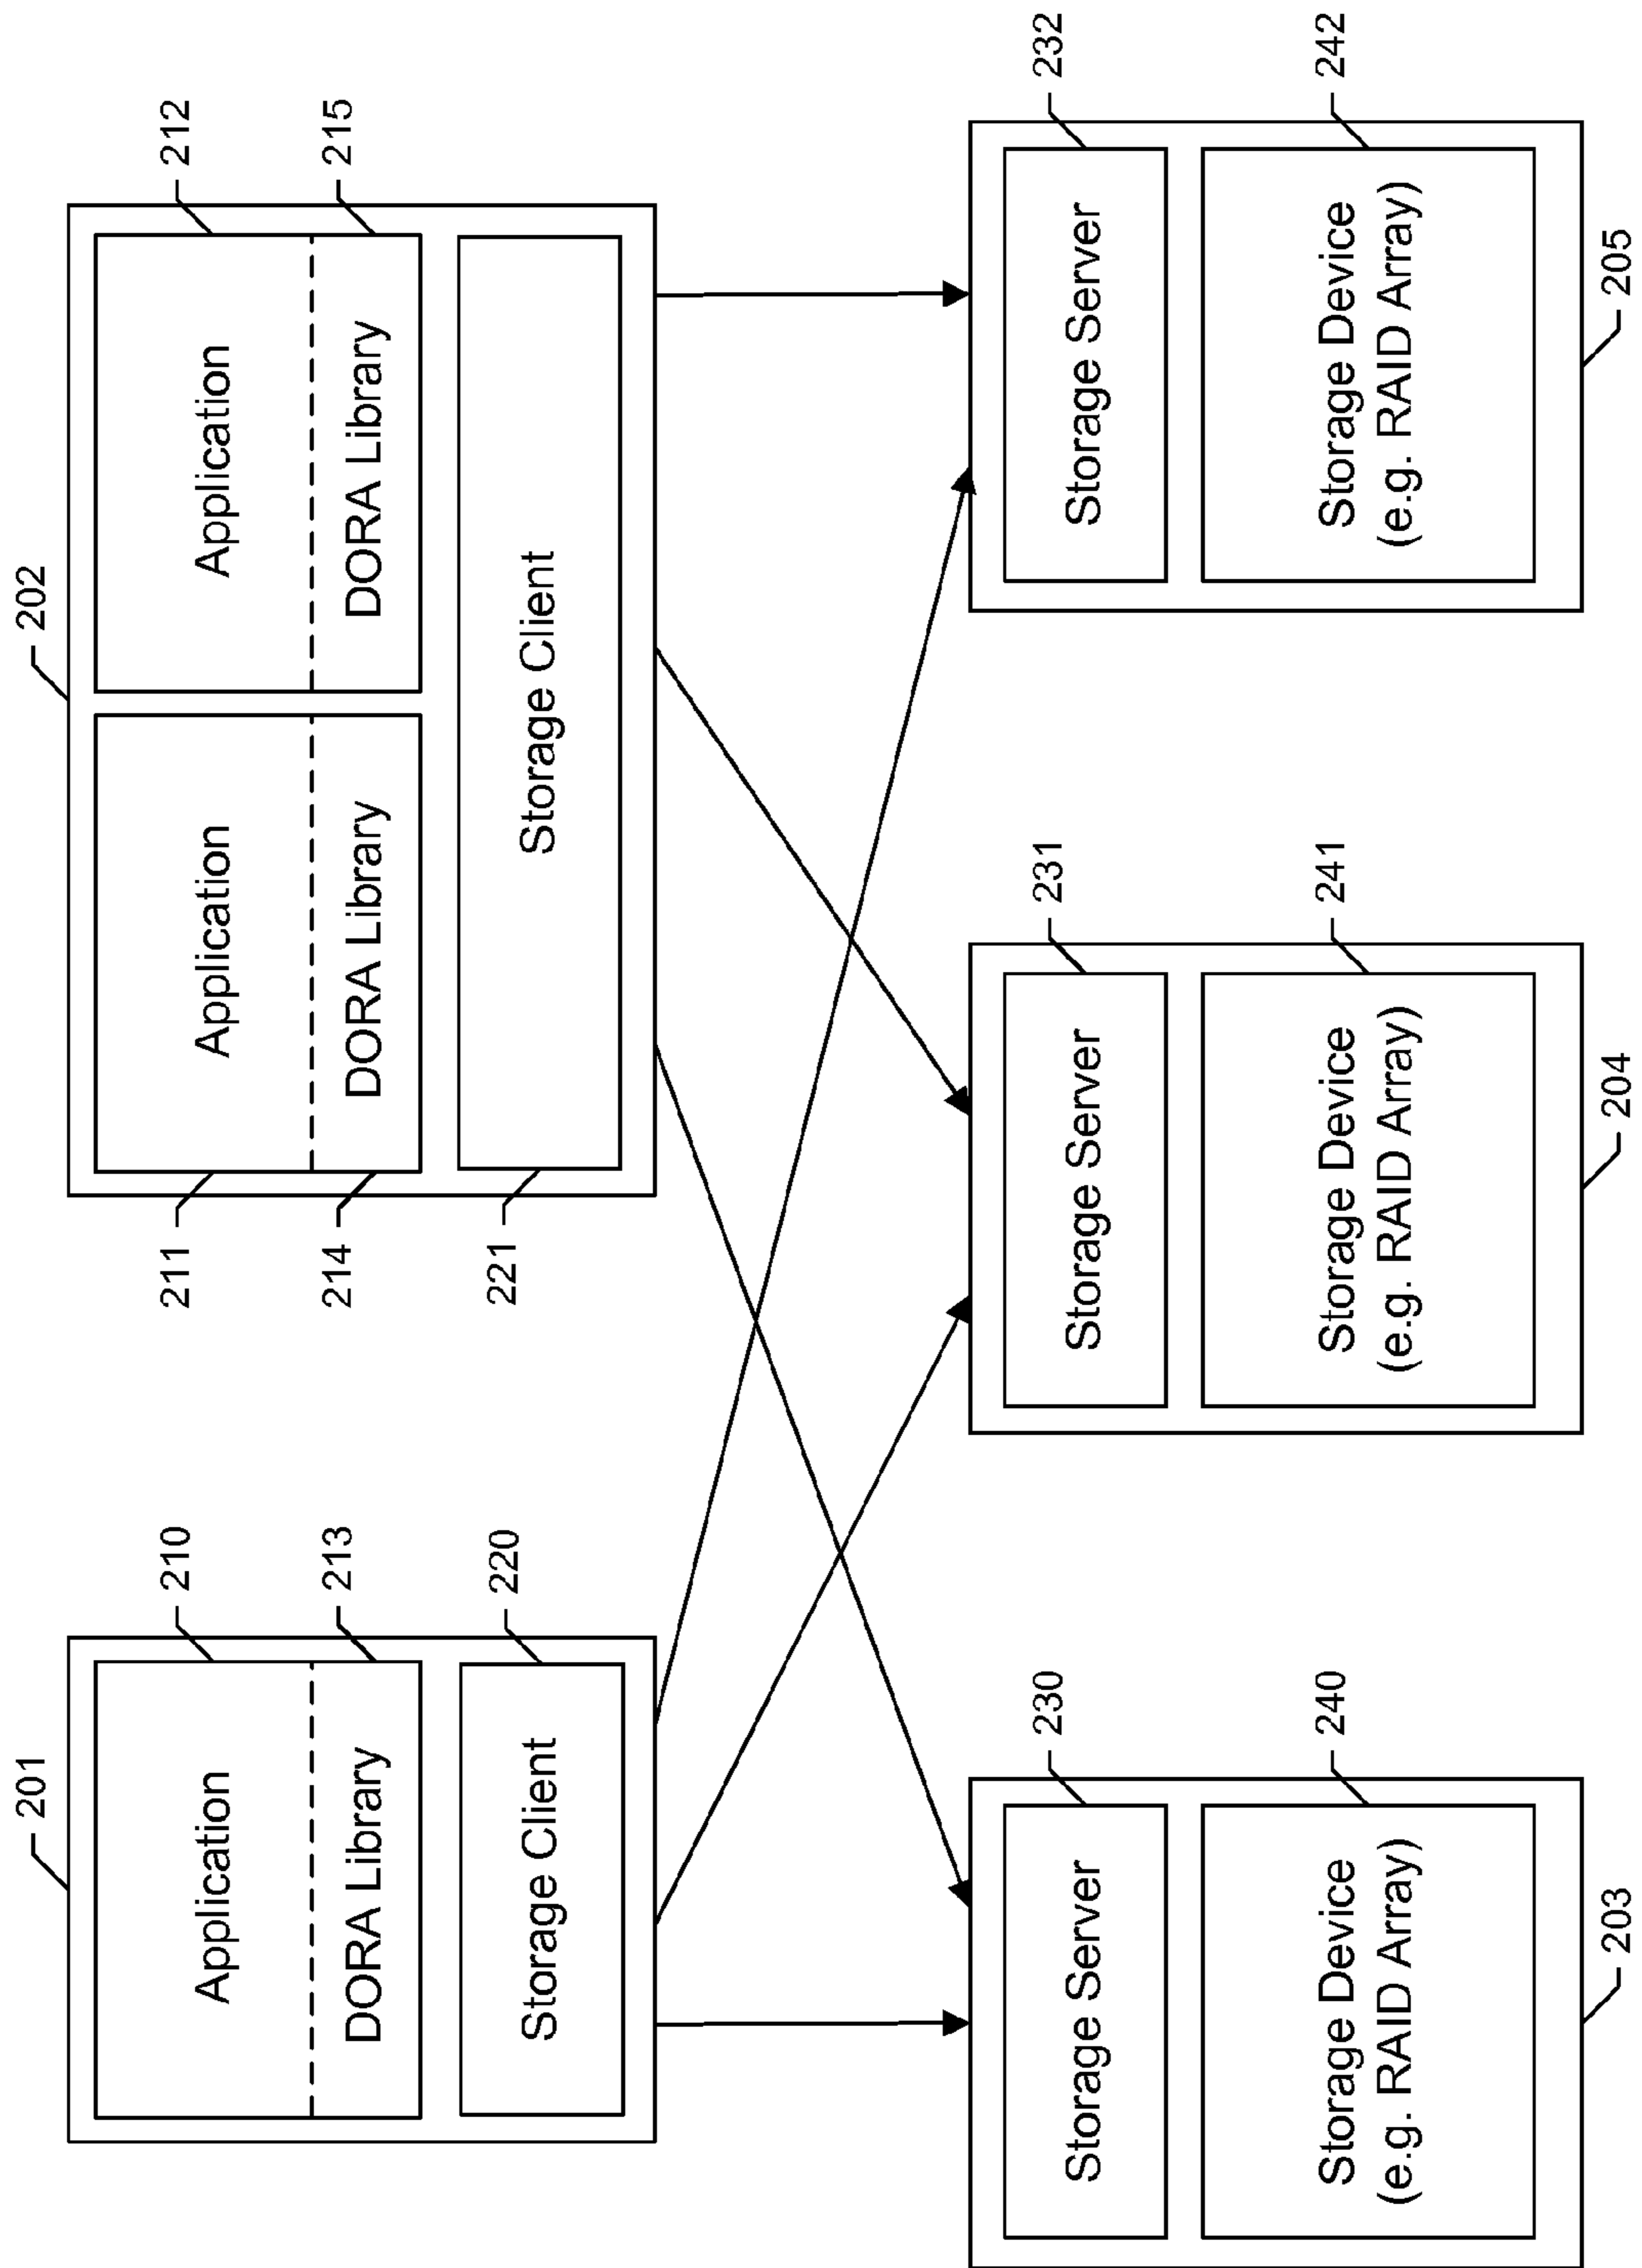 201
202
Application
210
DORA Library
213
Storage Client
220
211
Application
Application
212
214
DORA Library
DORA Library
215
221
Storage Client
Storage Server
230
Storage Device
(e.g. RAID Array)
240
203
Storage Server
231
Storage Device
(e.g. RAID Array)
241
204
Storage Server
232
Storage Device
(e.g. RAID Array)
242
205